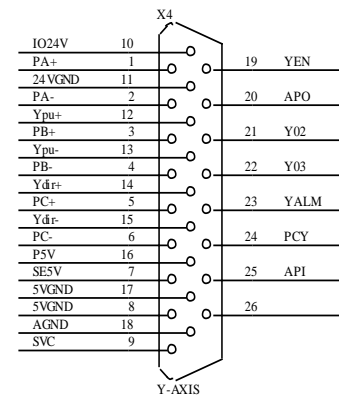 X4
IO24V 10
PA+ 1
19 YEN
24VGND 11
PA- 2
20 APO
Ypu+ 12
PB+ 3
21 Y02
Ypu- 13
PB- 4
22 Y03
Ydir+ 14
PC+ 5
23 YALM
Ydir- 15
PC- 6
24 PCY
P5V 16
SE5V 7
25 API
5VGND 17
5VGND 8
26
AGND 18
SVC 9
Y-AXIS